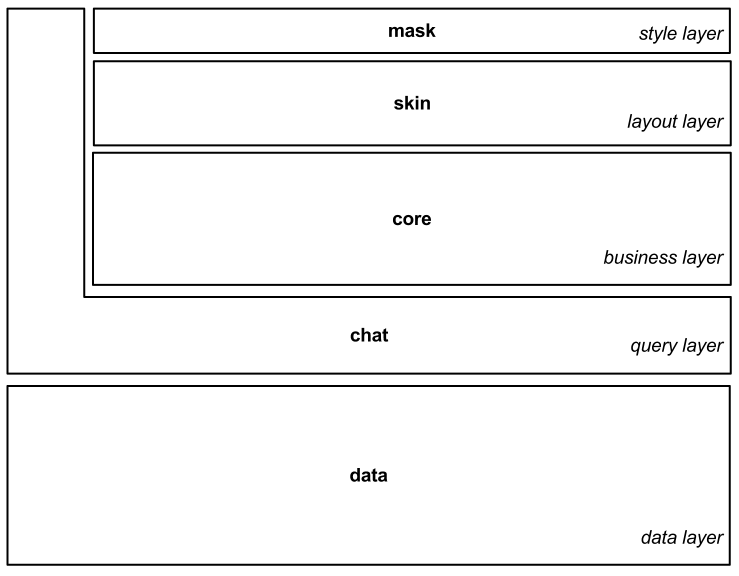 mask
style layer
skin
layout layer
core
business layer
chat
query layer
data
data layer